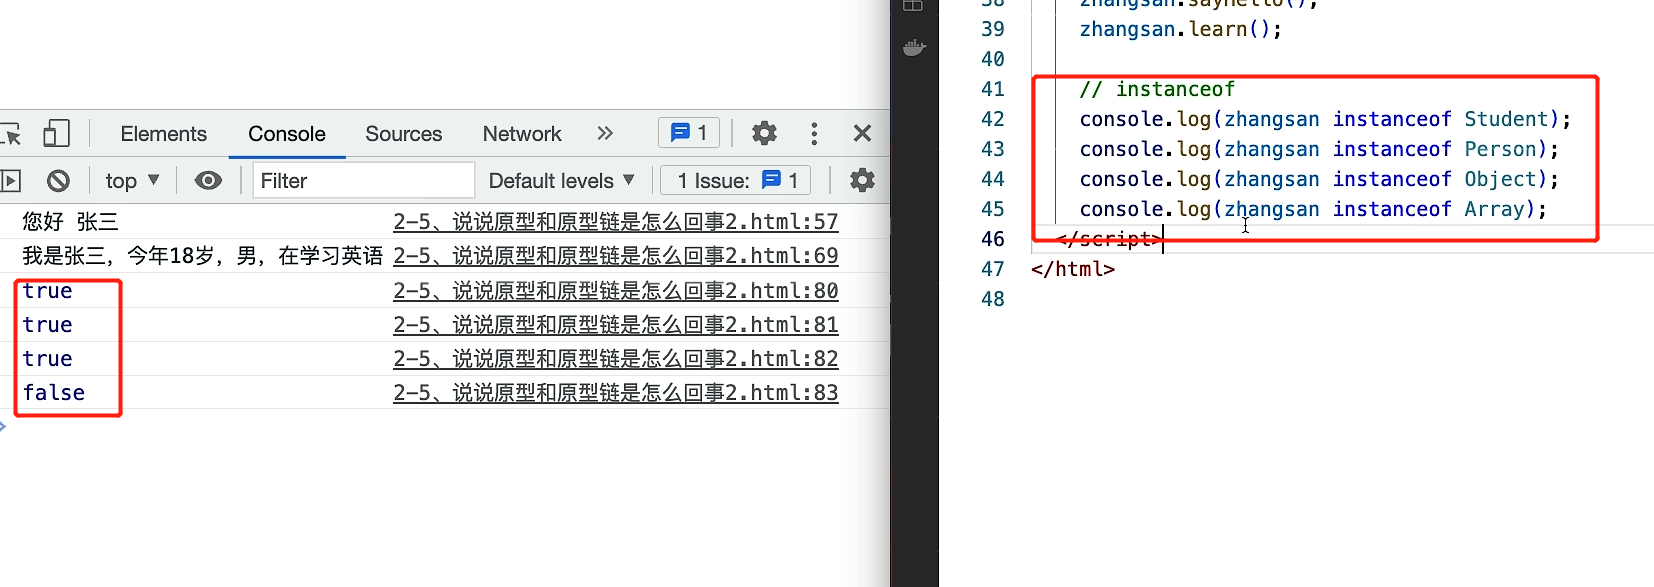 Elements Console Sources Network » 1
top ▼ Filter Default levels ▼ 1 Issue: 1
您好 张三 2-5、说说原型和原型链是怎么回事2.html:57
我是张三, 今年18岁, 男, 在学习英语 2-5、说说原型和原型链是怎么回事2.html:69
true 2-5、说说原型和原型链是怎么回事2.html:80
true 2-5、说说原型和原型链是怎么回事2.html:81
true 2-5、说说原型和原型链是怎么回事2.html:82
false 2-5、说说原型和原型链是怎么回事2.html:83
38 zhangsan.sayHello();
39 zhangsan.learn();
40
41 // instanceof
42 console.log(zhangsan instanceof Student);
43 console.log(zhangsan instanceof Person);
44 console.log(zhangsan instanceof Object);
45 console.log(zhangsan instanceof Array);
46 </script>
47 </html>
48